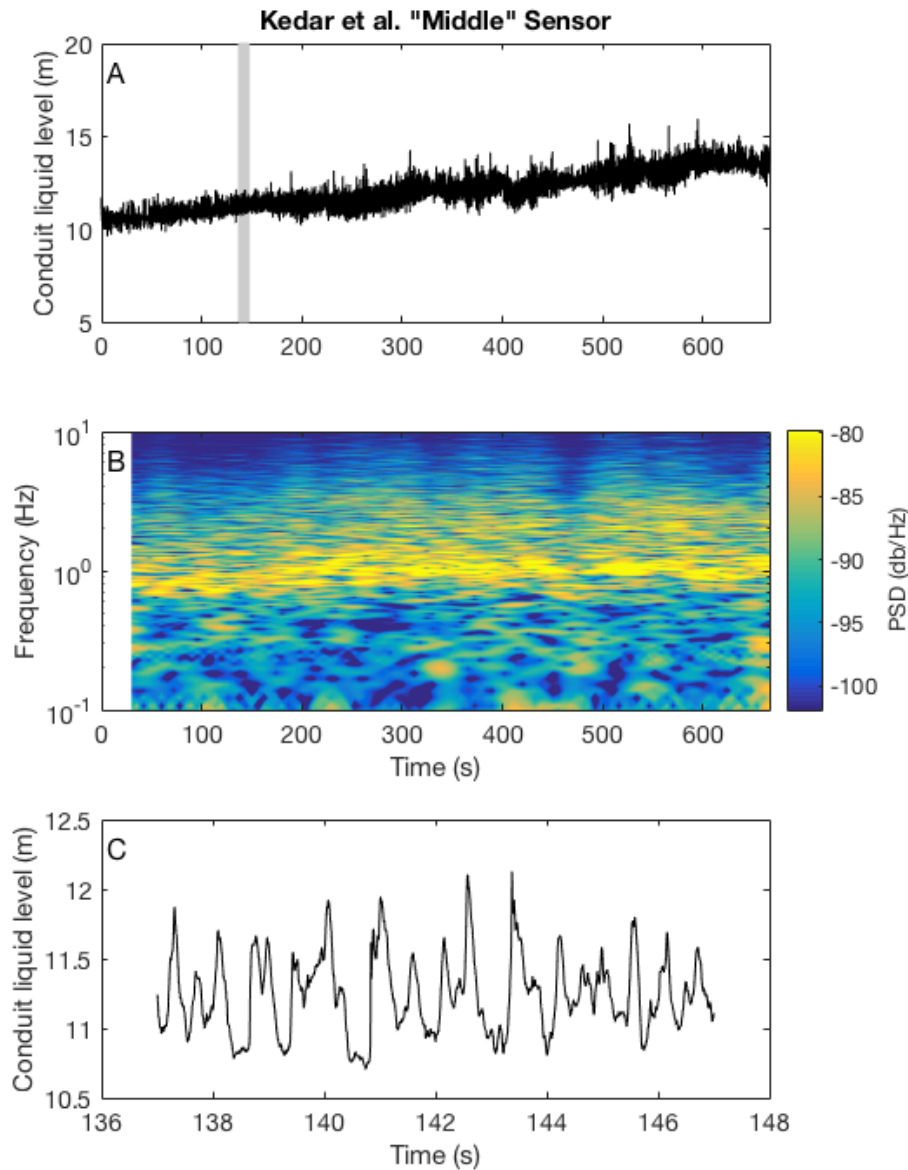 Kedar et al. "Middle" Sensor
A
Conduit liquid level (m)
20
15
10
5
0 100 200 300 400 500 600
B
Frequency (Hz)
10^1
10^0
10^-1
0 100 200 300 400 500 600
Time (s)
-80
-85
-90
-95
-100
PSD (db/Hz)
C
Conduit liquid level (m)
12.5
12
11.5
11
10.5
136 138 140 142 144 146 148
Time (s)